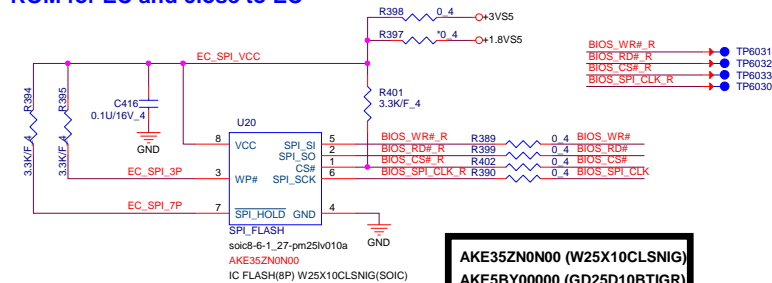 ROM for EC and close to EC
R398 0_4 +3VS5
R397 *0_4 +1.8VS5
EC_SPI_VCC
R394
3.3K/F_4
R395
3.3K/F_4
C416
0.1U/16V_4
GND
R401
3.3K/F_4
U20
8 VCC
3 WP#
7 SPI_HOLD
SPI_SI 5
SPI_SO 2
CS# 1
SPI_SCK 6
GND 4
EC_SPI_3P
EC_SPI_7P
BIOS_WR#_R R389 0_4 BIOS_WR#
BIOS_RD#_R R399 0_4 BIOS_RD#
BIOS_CS#_R R402 0_4 BIOS_CS#
BIOS_SPI_CLK_R R390 0_4 BIOS_SPI_CLK
GND
SPI_FLASH
soic8-6-1_27-pm25lv010a
AKE35ZN0N00
IC FLASH(8P) W25X10CLSNIG(SOIC)
BIOS_WR#_R TP6031
BIOS_RD#_R TP6032
BIOS_CS#_R TP6033
BIOS_SPI_CLK_R TP6030
AKE35ZN0N00 (W25X10CLSNIG)
AKE5BY00000 (GD25D10BTIGR)